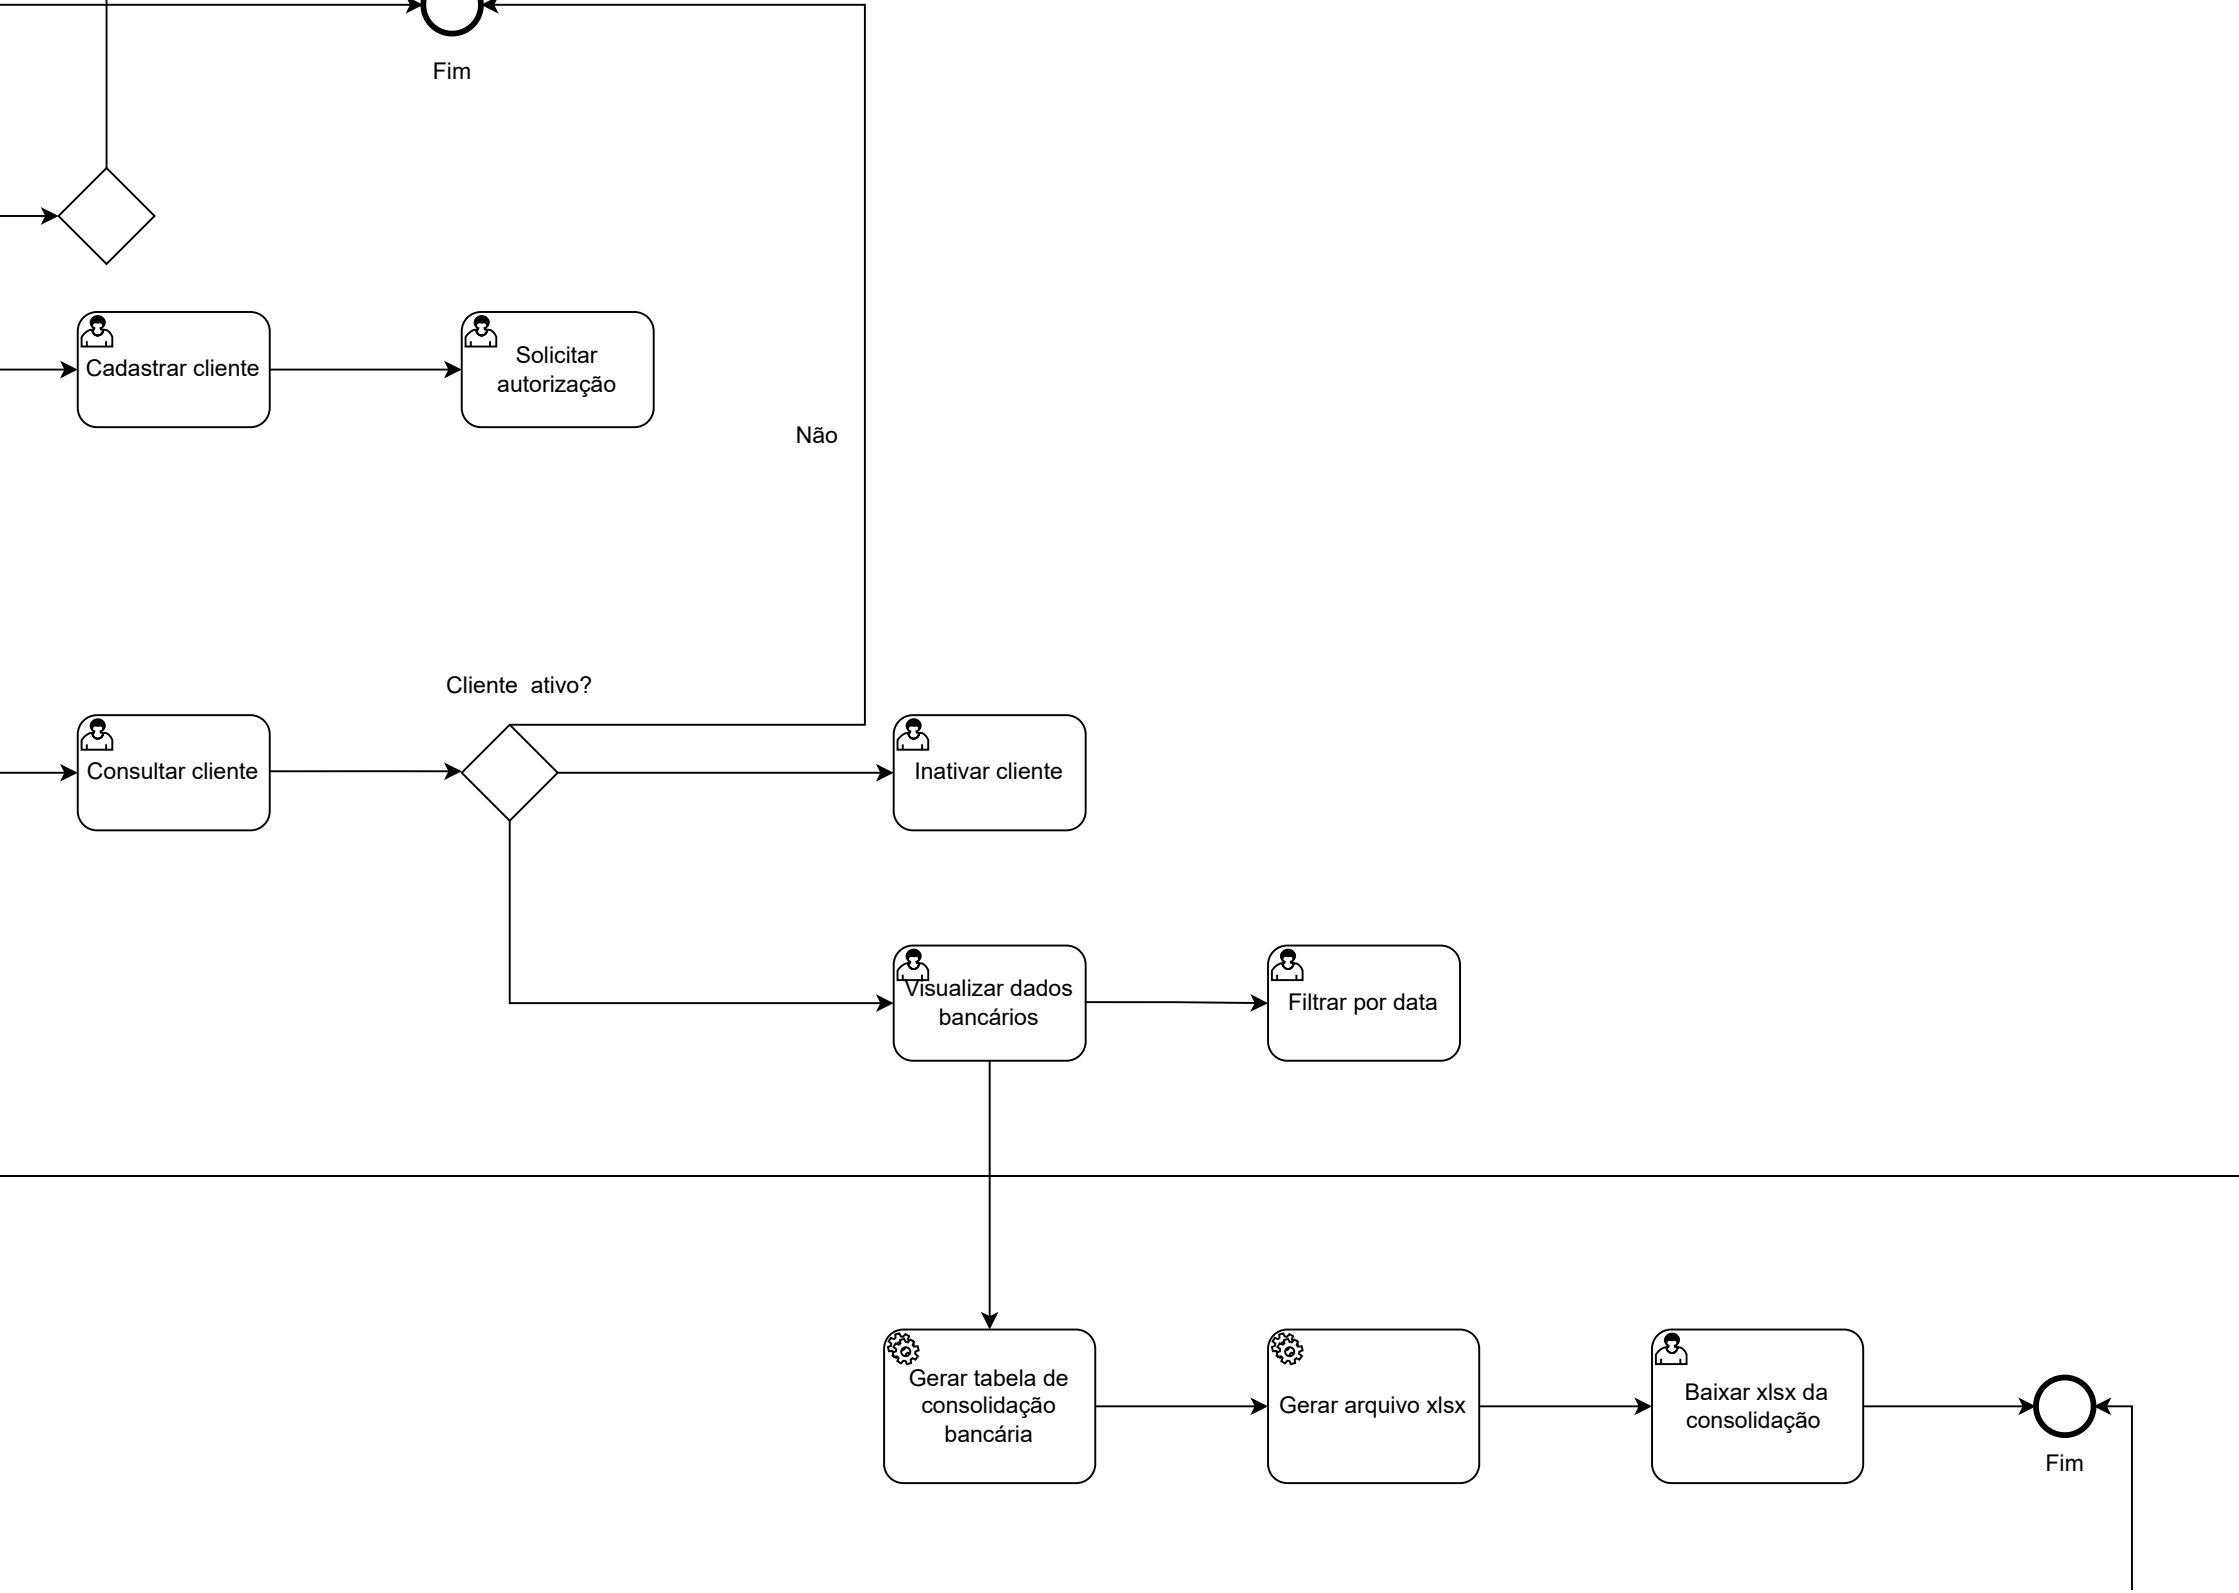 Fim
Cadastrar cliente
Solicitar
autorização
Não
Cliente  ativo?
Consultar cliente
Inativar cliente
Visualizar dados
bancários
Filtrar por data
Gerar tabela de
consolidação
bancária
Gerar arquivo xlsx
Baixar xlsx da
consolidação
Fim